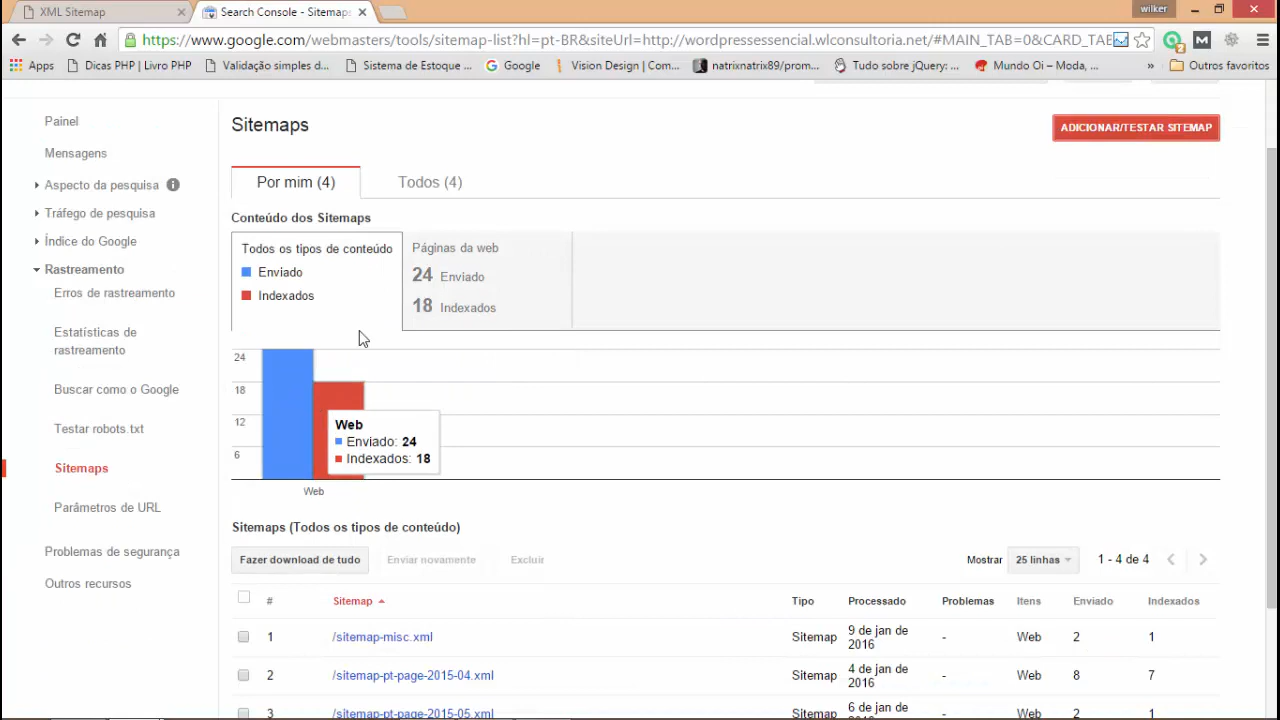 XML Sitemap
Search Console - Sitemaps
wilker
https://www.google.com/webmasters/tools/sitemap-list?hl=pt-BR&siteUrl=http://wordpressessencial.wlconsultoria.net/#MAIN_TAB=0&CARD_TAB
Apps
Dicas PHP | Livro PHP
Validação simples d...
Sistema de Estoque ...
Google
Vision Design | Com...
natrixnatrix89/prom...
Tudo sobre jQuery: ...
Mundo Oi – Moda, ...
»
Outros favoritos
Painel
Mensagens
Aspecto da pesquisa
Tráfego de pesquisa
Índice do Google
Rastreamento
Erros de rastreamento
Estatísticas de
rastreamento
Buscar como o Google
Testar robots.txt
Sitemaps
Parâmetros de URL
Problemas de segurança
Outros recursos
Sitemaps
ADICIONAR/TESTAR SITEMAP
Por mim (4)
Todos (4)
Conteúdo dos Sitemaps
Todos os tipos de conteúdo
Enviado
Indexados
Páginas da web
24 Enviado
18 Indexados
24
18
12
6
Web
Enviado: 24
Indexados: 18
Web
Sitemaps (Todos os tipos de conteúdo)
Fazer download de tudo
Enviar novamente
Excluir
Mostrar
25 linhas
1 - 4 de 4
# Sitemap Tipo Processado Problemas Itens Enviado Indexados
1 /sitemap-misc.xml Sitemap 9 de jan de 2016 - Web 2 1
2 /sitemap-pt-page-2015-04.xml Sitemap 4 de jan de 2016 - Web 8 7
3 /sitemap-pt-page-2015-05.xml Sitemap 6 de jan de - Web 2 1